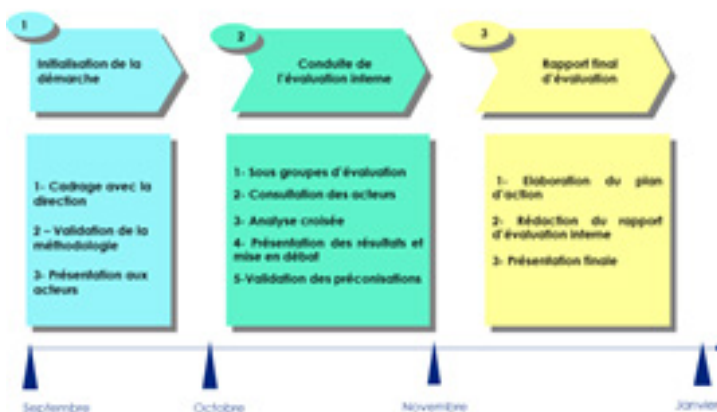 1
Initialisation de la
démarche
2
Conduite de
l'évaluation interne
3
Rapport final
d'évaluation
1- Cadrage avec la
direction
2 – Validation de la
méthodologie
3- Présentation aux
acteurs
1- Sous groupes d'évaluation
2- Consultation des acteurs
3- Analyse croisée
4- Présentation des résultats et
mise en débat
5-Validation des préconisations
1- Elaboration du plan
d'action
2- Rédaction du rapport
d'évaluation interne
3- Présentation finale
Septembre
Octobre
Novembre
Janvier